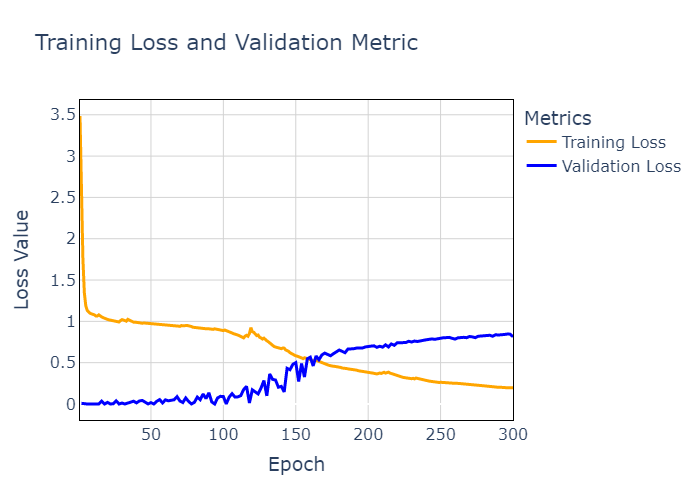 Training Loss and Validation Metric
Metrics
Training Loss
Validation Loss
Loss Value
3.5
3
2.5
2
1.5
1
0.5
0
50 100 150 200 250 300
Epoch